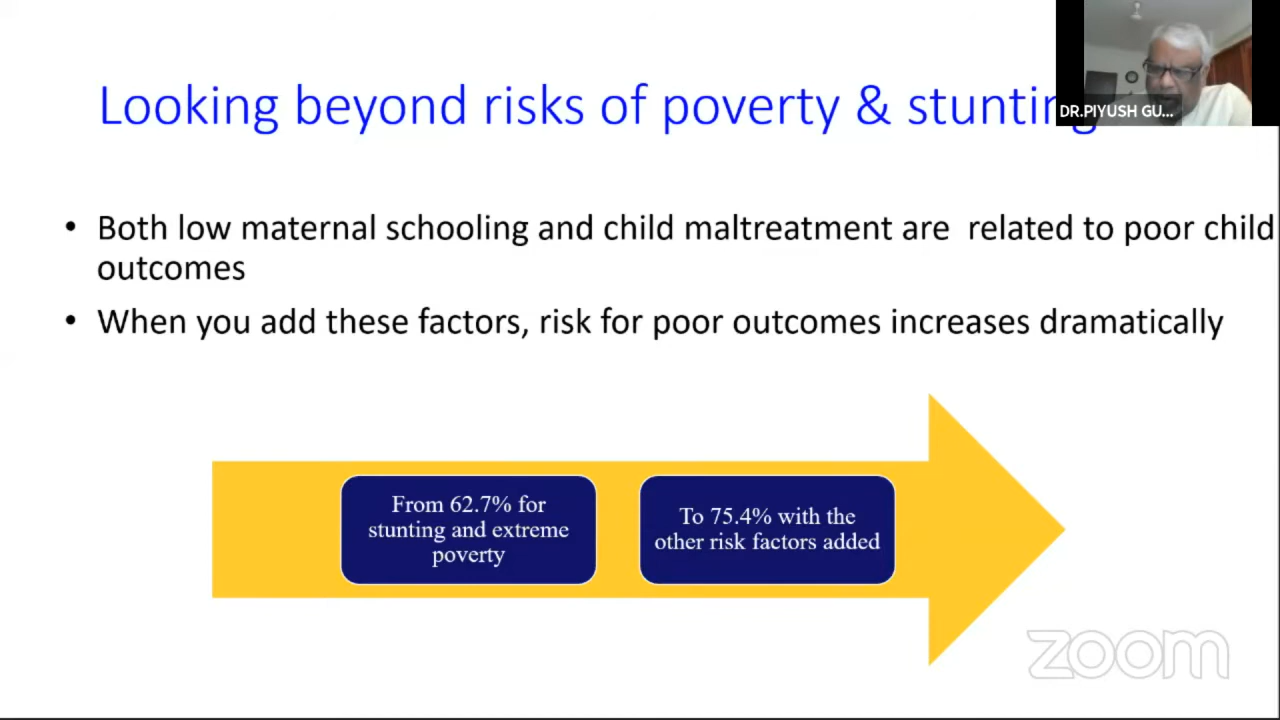 Looking beyond risks of poverty & stunting
DR.PIYUSH GU...
• Both low maternal schooling and child maltreatment are related to poor child
outcomes
• When you add these factors, risk for poor outcomes increases dramatically
From 62.7% for
stunting and extreme
poverty
To 75.4% with the
other risk factors added
zoom